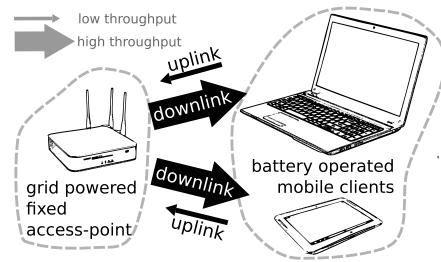 low throughput
high throughput
uplink
downlink
battery operated
mobile clients
grid powered
fixed
access-point
downlink
uplink